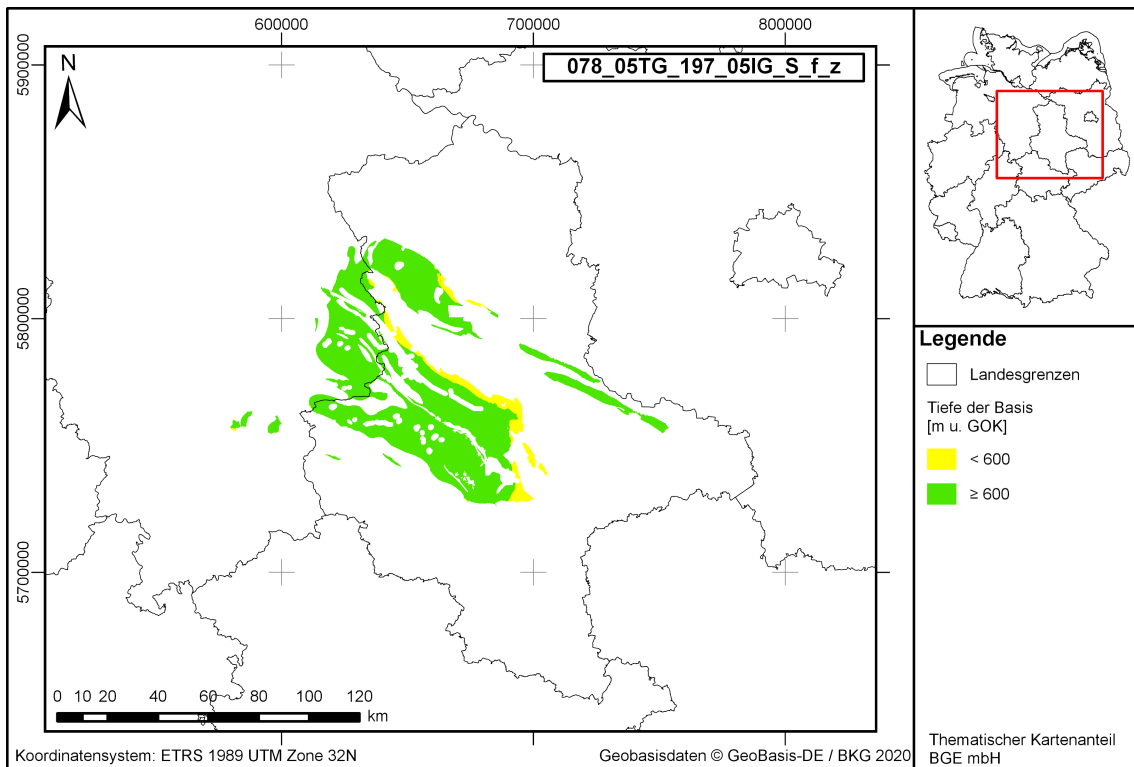 600000
700000
800000
5900000
5800000
5700000
078_05TG_197_05IG_S_f_z
N
0 10 20 40 60 80 100 120
km
Koordinatensystem: ETRS 1989 UTM Zone 32N
Geobasisdaten © GeoBasis-DE / BKG 2020
Legende
Landesgrenzen
Tiefe der Basis
[m u. GOK]
< 600
≥ 600
Thematischer Kartenanteil
BGE mbH